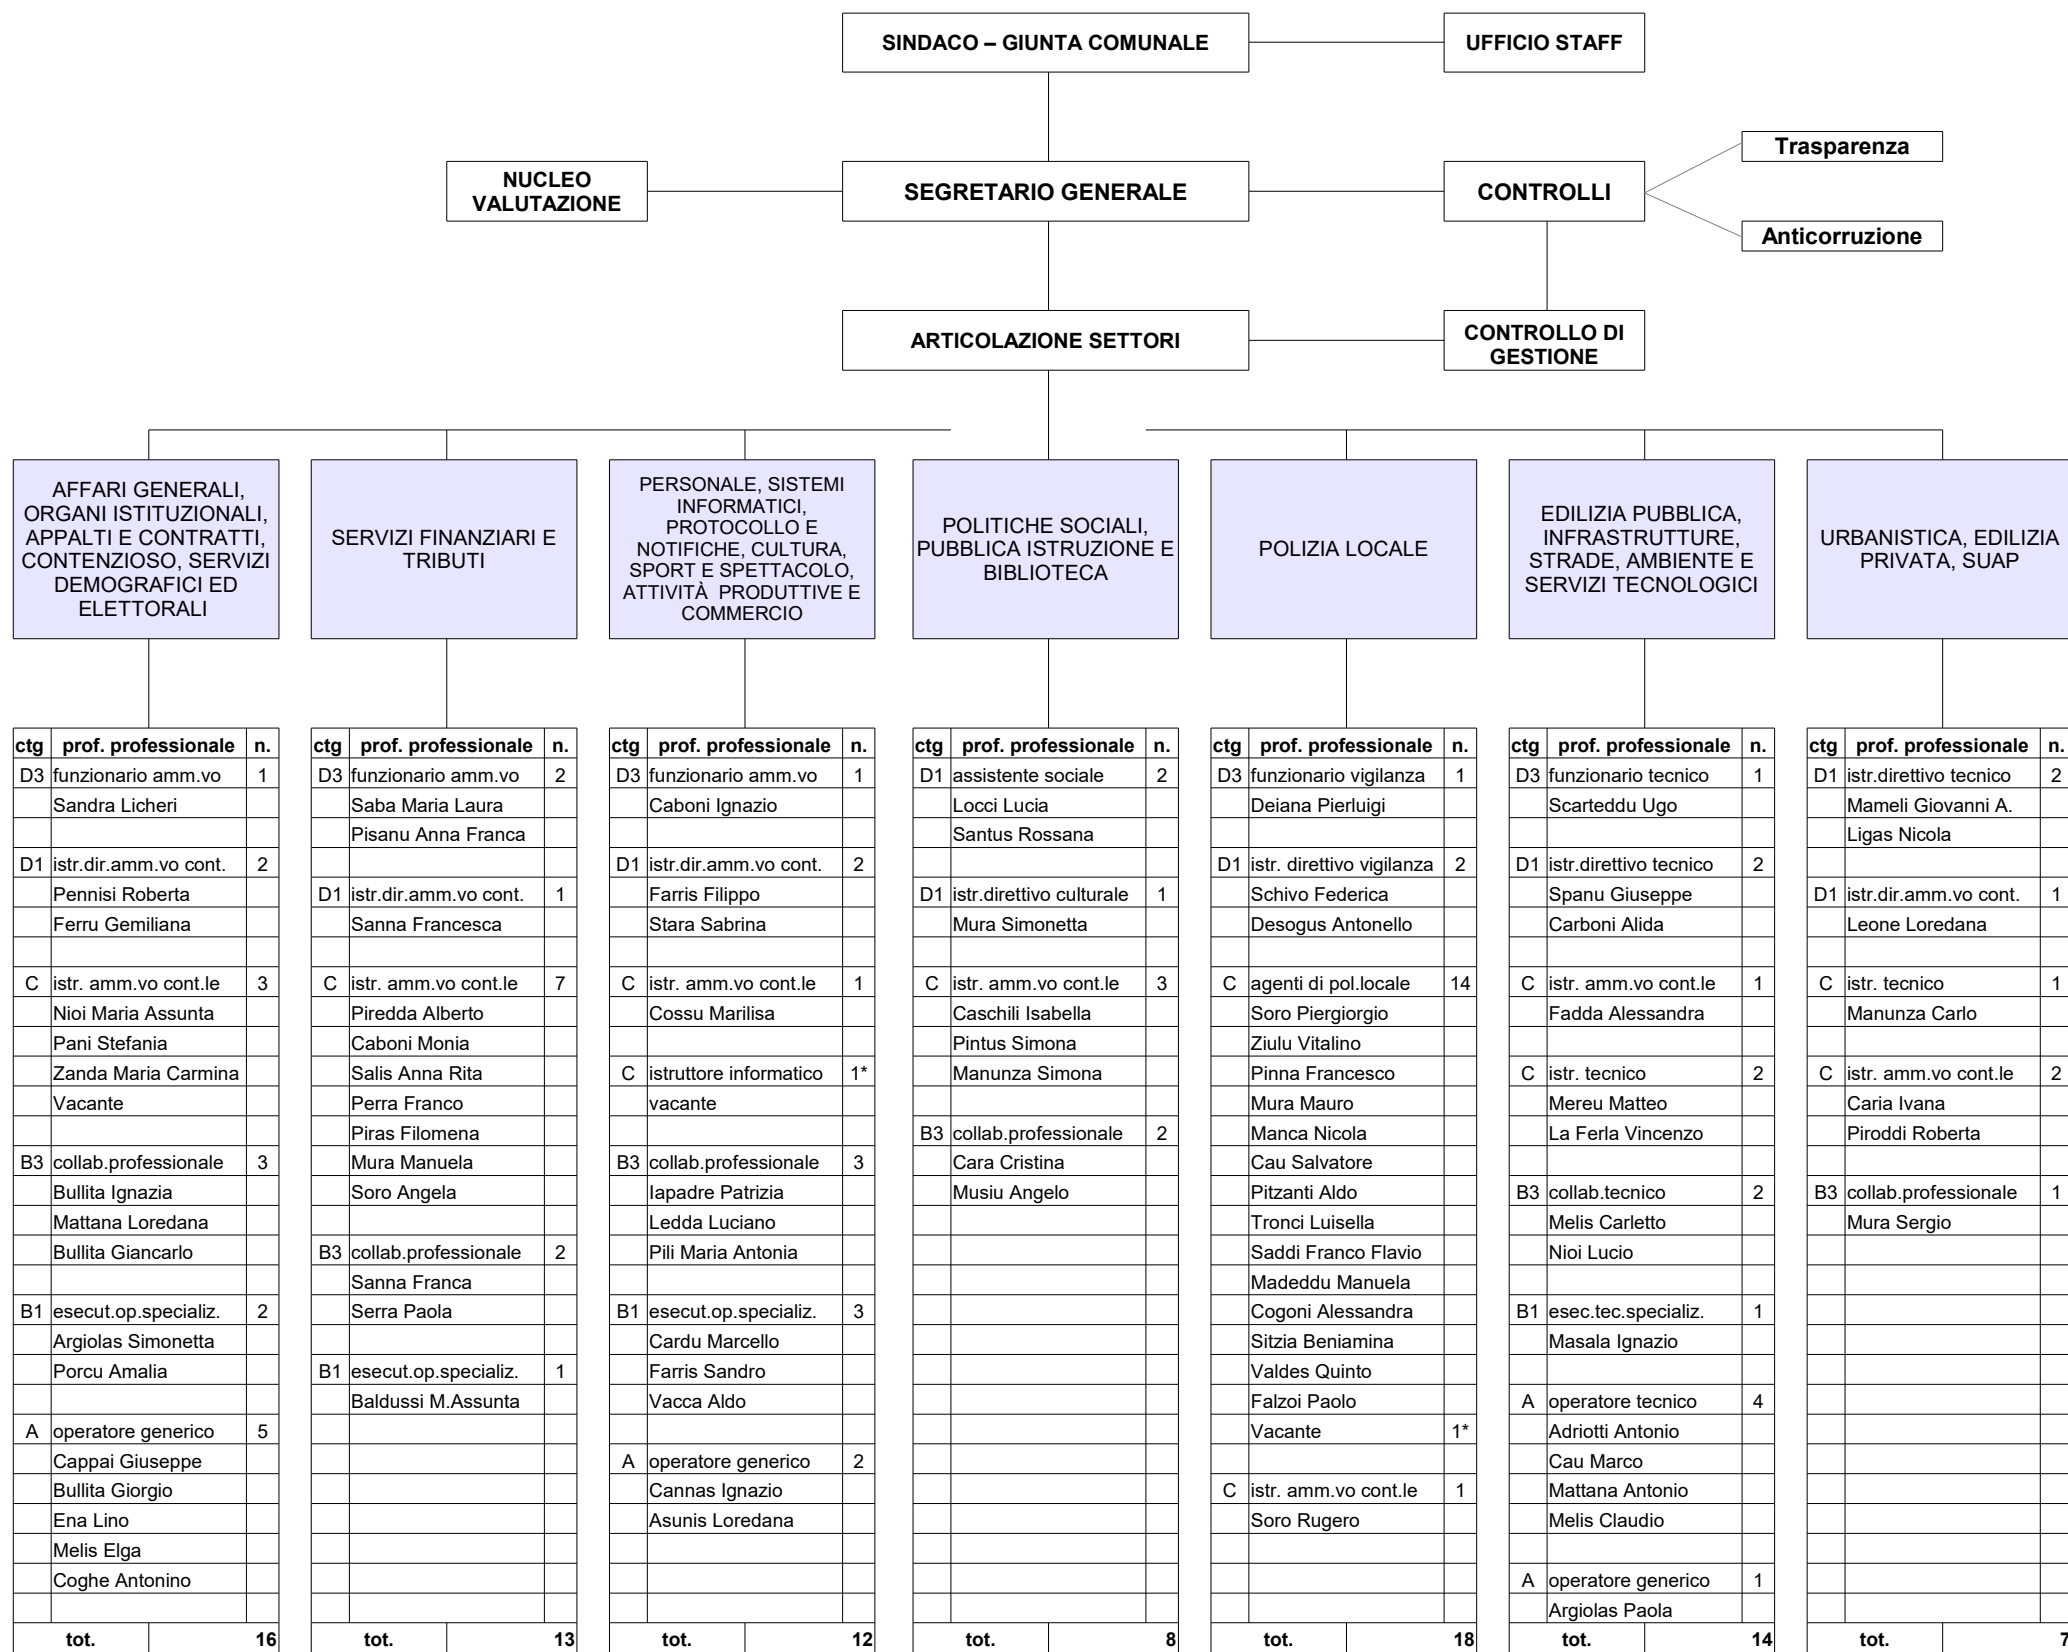 SINDACO – GIUNTA COMUNALE
UFFICIO STAFF
Trasparenza
NUCLEO
VALUTAZIONE
SEGRETARIO GENERALE
CONTROLLI
Anticorruzione
ARTICOLAZIONE SETTORI
CONTROLLO DI
GESTIONE
AFFARI GENERALI,
ORGANI ISTITUZIONALI,
APPALTI E CONTRATTI,
CONTENZIOSO, SERVIZI
DEMOGRAFICI ED
ELETTORALI
SERVIZI FINANZIARI E
TRIBUTI
PERSONALE, SISTEMI
INFORMATICI,
PROTOCOLLO E
NOTIFICHE, CULTURA,
SPORT E SPETTACOLO,
ATTIVITÀ PRODUTTIVE E
COMMERCIO
POLITICHE SOCIALI,
PUBBLICA ISTRUZIONE E
BIBLIOTECA
POLIZIA LOCALE
EDILIZIA PUBBLICA,
INFRASTRUTTURE,
STRADE, AMBIENTE E
SERVIZI TECNOLOGICI
URBANISTICA, EDILIZIA
PRIVATA, SUAP
ctg prof. professionale n.
D3 funzionario amm.vo 1
Sandra Licheri
D1 istr.dir.amm.vo cont. 2
Pennisi Roberta
Ferru Gemiliana
C istr. amm.vo cont.le 3
Nioi Maria Assunta
Pani Stefania
Zanda Maria Carmina
Vacante
B3 collab.professionale 3
Bullita Ignazia
Mattana Loredana
Bullita Giancarlo
B1 esecut.op.specializ. 2
Argiolas Simonetta
Porcu Amalia
A operatore generico 5
Cappai Giuseppe
Bullita Giorgio
Ena Lino
Melis Elga
Coghe Antonino
tot. 16
ctg prof. professionale n.
D3 funzionario amm.vo 2
Saba Maria Laura
Pisanu Anna Franca
D1 istr.dir.amm.vo cont. 1
Sanna Francesca
C istr. amm.vo cont.le 7
Piredda Alberto
Caboni Monia
Salis Anna Rita
Perra Franco
Piras Filomena
Mura Manuela
Soro Angela
B3 collab.professionale 2
Sanna Franca
Serra Paola
B1 esecut.op.specializ. 1
Baldussi M.Assunta
tot. 13
ctg prof. professionale n.
D3 funzionario amm.vo 1
Caboni Ignazio
D1 istr.dir.amm.vo cont. 2
Farris Filippo
Stara Sabrina
C istr. amm.vo cont.le 1
Cossu Marilisa
C istruttore informatico 1*
vacante
B3 collab.professionale 3
Iapadre Patrizia
Ledda Luciano
Pili Maria Antonia
B1 esecut.op.specializ. 3
Cardu Marcello
Farris Sandro
Vacca Aldo
A operatore generico 2
Cannas Ignazio
Asunis Loredana
tot. 12
ctg prof. professionale n.
D1 assistente sociale 2
Locci Lucia
Santus Rossana
D1 istr.direttivo culturale 1
Mura Simonetta
C istr. amm.vo cont.le 3
Caschili Isabella
Pintus Simona
Manunza Simona
B3 collab.professionale 2
Cara Cristina
Musiu Angelo
tot. 8
ctg prof. professionale n.
D3 funzionario vigilanza 1
Deiana Pierluigi
D1 istr. direttivo vigilanza 2
Schivo Federica
Desogus Antonello
C agenti di pol.locale 14
Soro Piergiorgio
Ziulu Vitalino
Pinna Francesco
Mura Mauro
Manca Nicola
Cau Salvatore
Pitzanti Aldo
Tronci Luisella
Saddi Franco Flavio
Madeddu Manuela
Cogoni Alessandra
Sitzia Beniamina
Valdes Quinto
Falzoi Paolo
Vacante 1*
C istr. amm.vo cont.le 1
Soro Rugero
tot. 18
ctg prof. professionale n.
D3 funzionario tecnico 1
Scarteddu Ugo
D1 istr.direttivo tecnico 2
Spanu Giuseppe
Carboni Alida
C istr. amm.vo cont.le 1
Fadda Alessandra
C istr. tecnico 2
Mereu Matteo
La Ferla Vincenzo
B3 collab.tecnico 2
Melis Carletto
Nioi Lucio
B1 esec.tec.specializ. 1
Masala Ignazio
A operatore tecnico 4
Adriotti Antonio
Cau Marco
Mattana Antonio
Melis Claudio
A operatore generico 1
Argiolas Paola
tot. 14
ctg prof. professionale n.
D1 istr.direttivo tecnico 2
Mameli Giovanni A.
Ligas Nicola
D1 istr.dir.amm.vo cont. 1
Leone Loredana
C istr. tecnico 1
Manunza Carlo
C istr. amm.vo cont.le 2
Caria Ivana
Piroddi Roberta
B3 collab.professionale 1
Mura Sergio
tot. 7